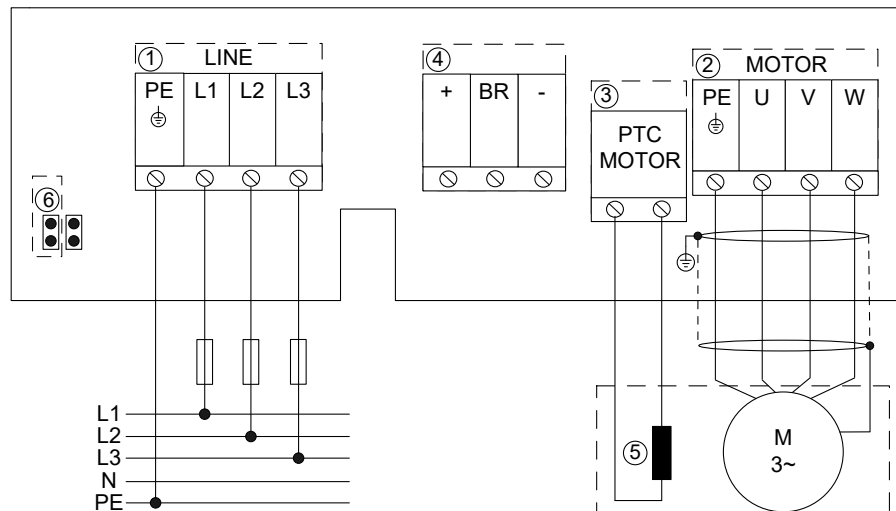 ① LINE
PE L1 L2 L3
④
+ BR -
③
PTC
MOTOR
② MOTOR
PE U V W
⑥
L1
L2
L3
N
PE
⑤
M
3~